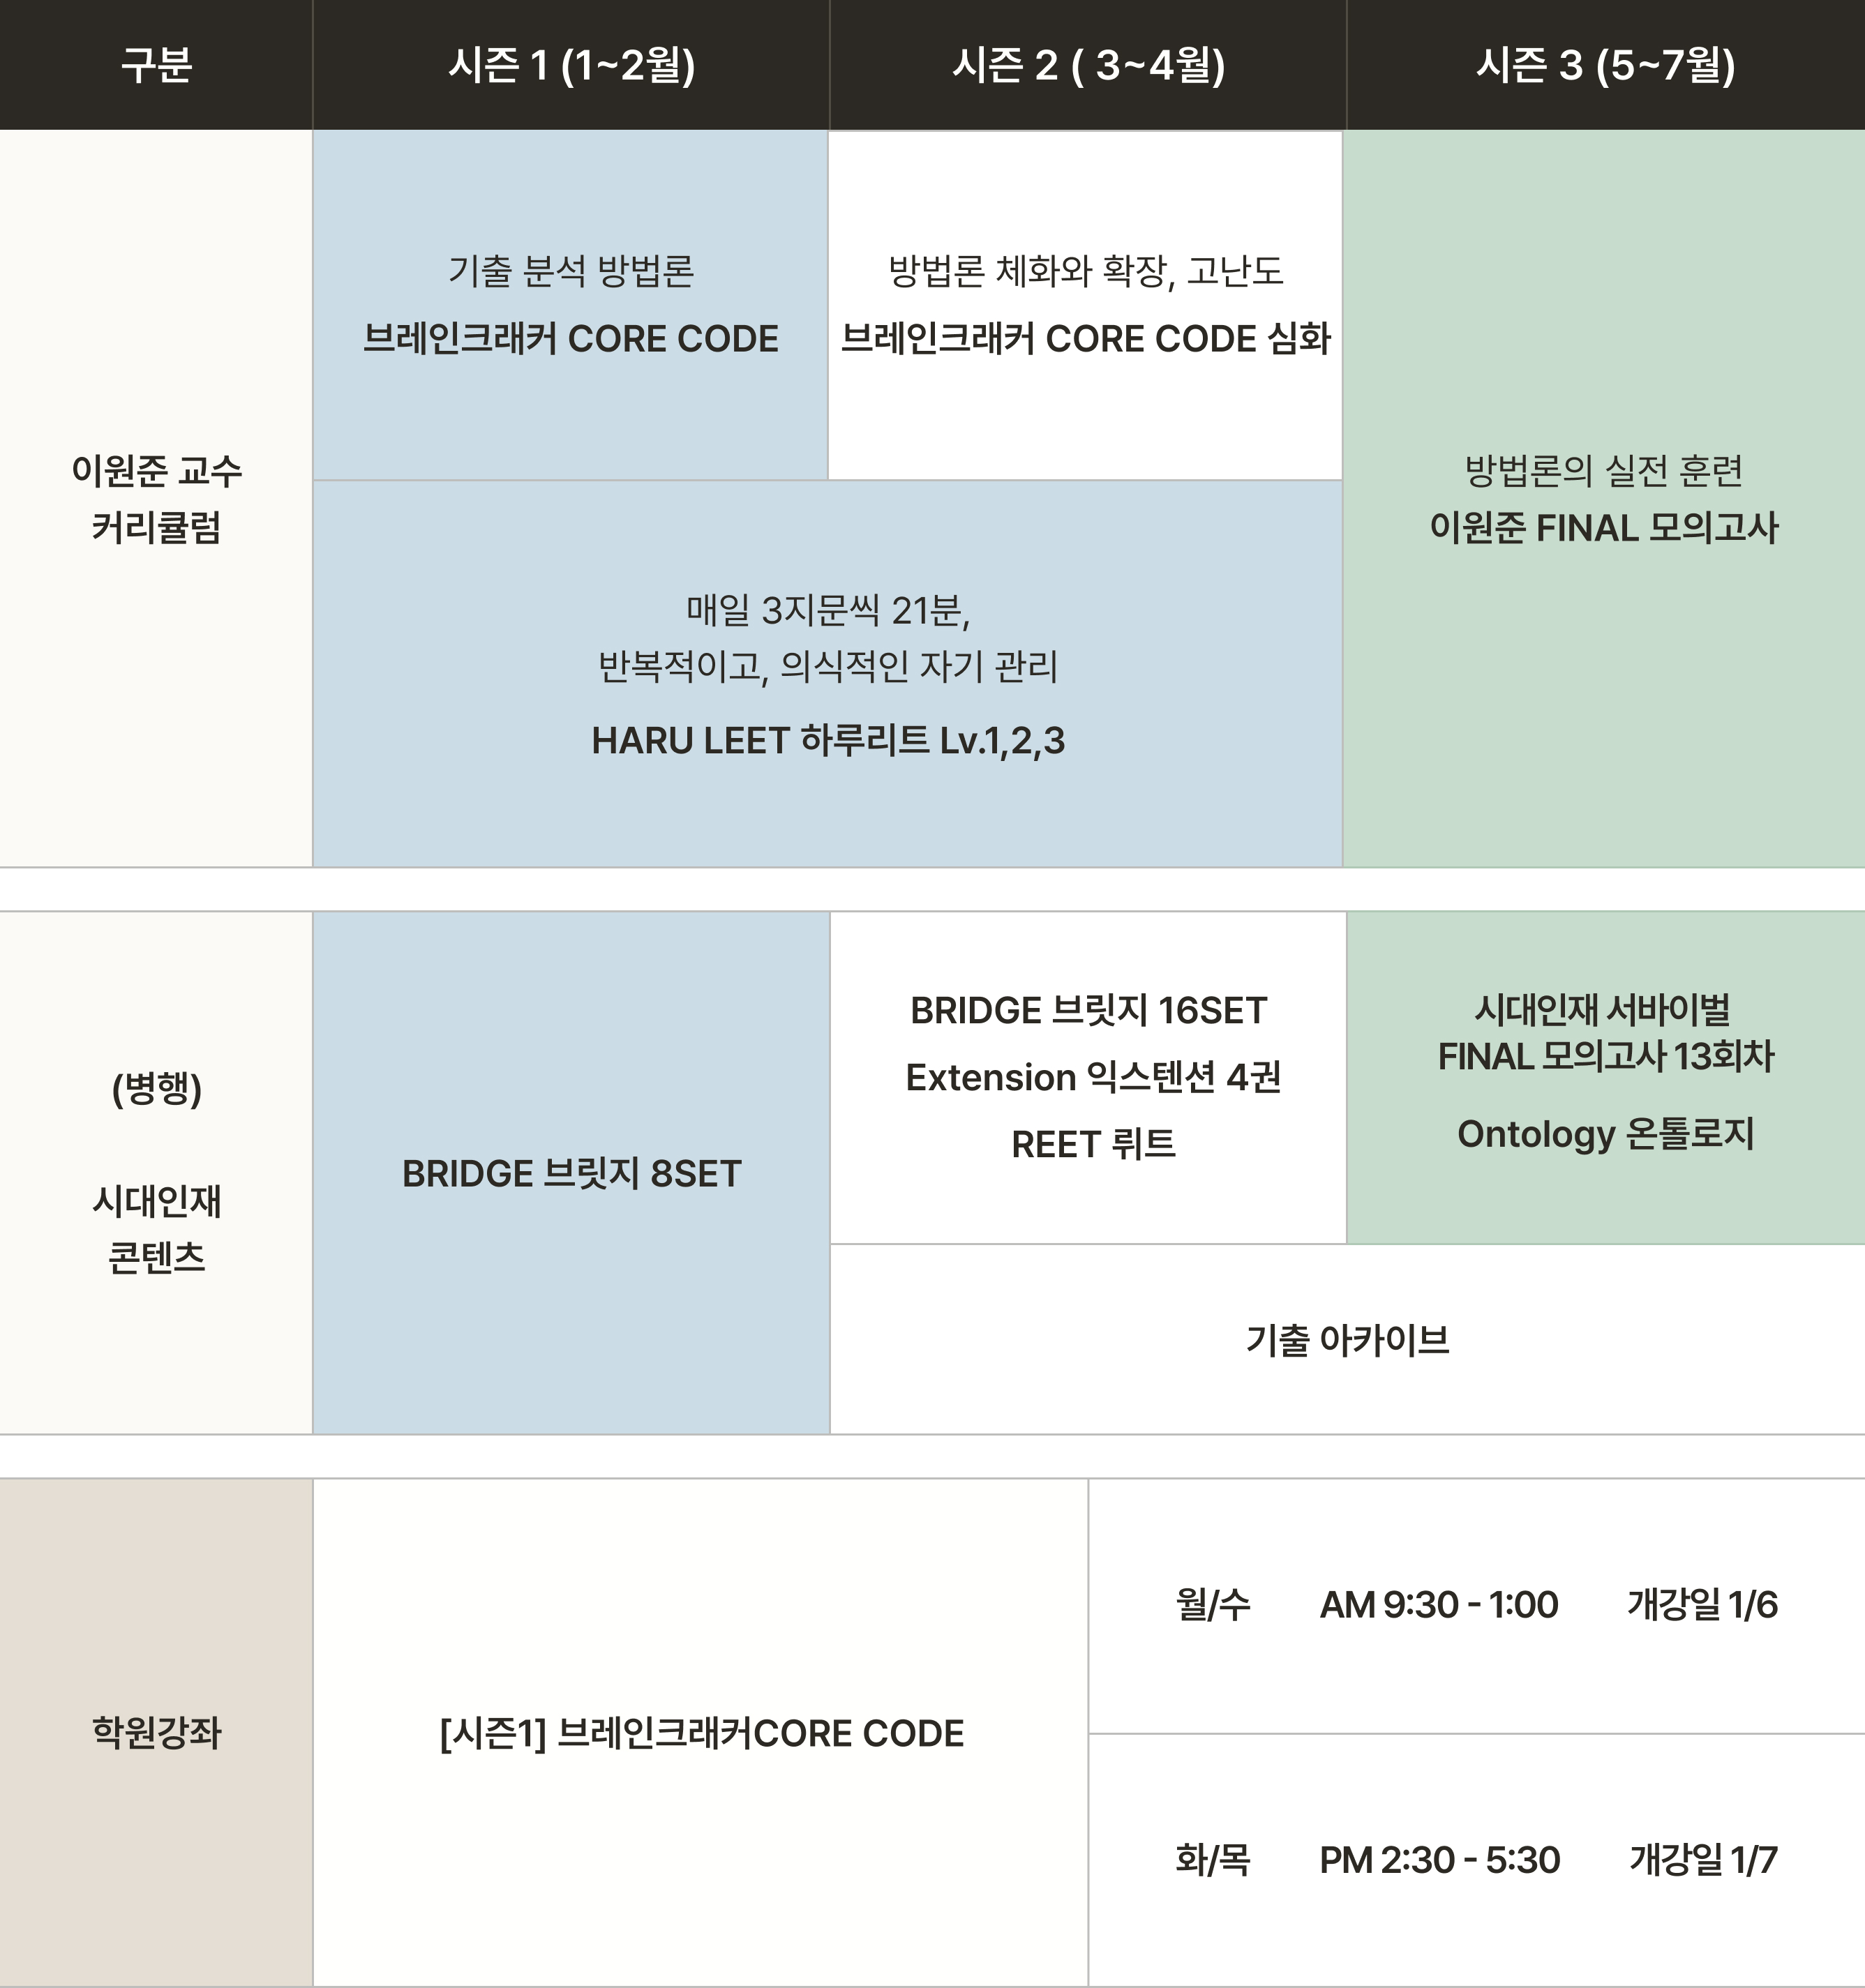 구분
시즌 1 (1~2월)
시즌 2 ( 3~4월)
시즌 3 (5~7월)
이원준 교수
커리큘럼
기출 분석 방법론
브레인크래커 CORE CODE
방법론 체화와 확장, 고난도
브레인크래커 CORE CODE 심화
매일 3지문씩 21분,
반복적이고, 의식적인 자기 관리
HARU LEET 하루리트 Lv.1,2,3
방법론의 실전 훈련
이원준 FINAL 모의고사
(병행)
시대인재
콘텐츠
BRIDGE 브릿지 8SET
BRIDGE 브릿지 16SET
Extension 익스텐션 4권
REET 뤼트
시대인재 서바이벌
FINAL 모의고사 13회차
Ontology 온톨로지
기출 아카이브
학원강좌
[시즌1] 브레인크래커CORE CODE
월/수 AM 9:30 - 1:00 개강일 1/6
화/목 PM 2:30 - 5:30 개강일 1/7